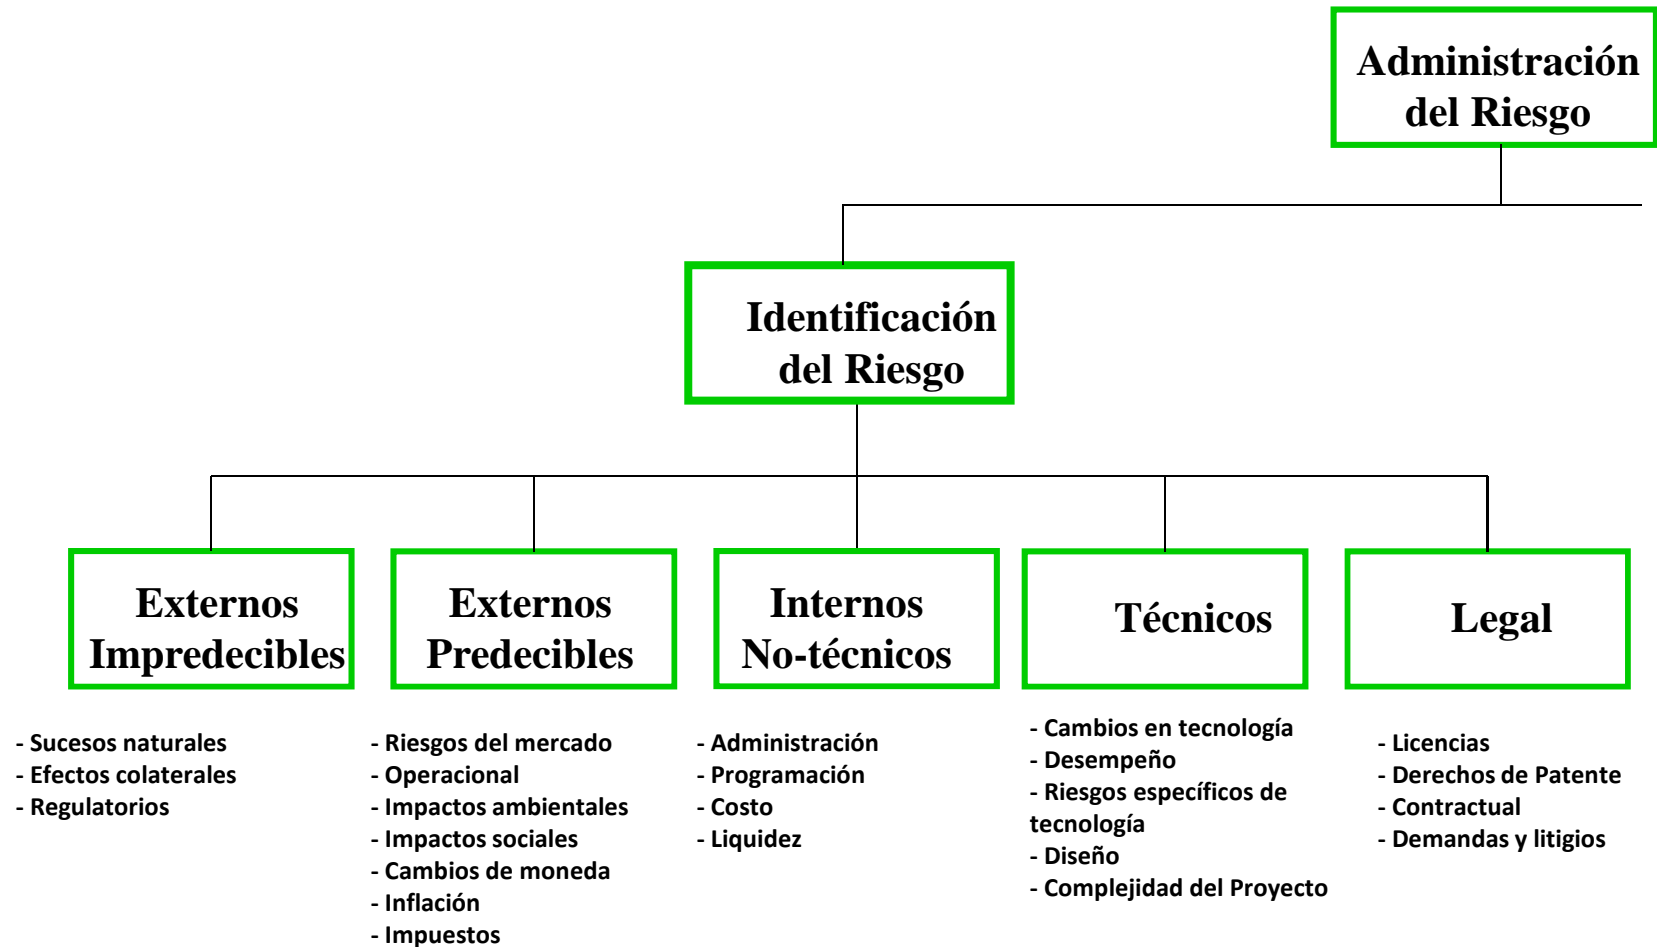 Administración
del Riesgo
Identificación
del Riesgo
Externos
Impredecibles
Externos
Predecibles
Internos
No-técnicos
Técnicos
Legal
- Sucesos naturales
- Efectos colaterales
- Regulatorios
- Riesgos del mercado
- Operacional
- Impactos ambientales
- Impactos sociales
- Cambios de moneda
- Inflación
- Impuestos
- Administración
- Programación
- Costo
- Liquidez
- Cambios en tecnología
- Desempeño
- Riesgos específicos de
tecnología
- Diseño
- Complejidad del Proyecto
- Licencias
- Derechos de Patente
- Contractual
- Demandas y litigios